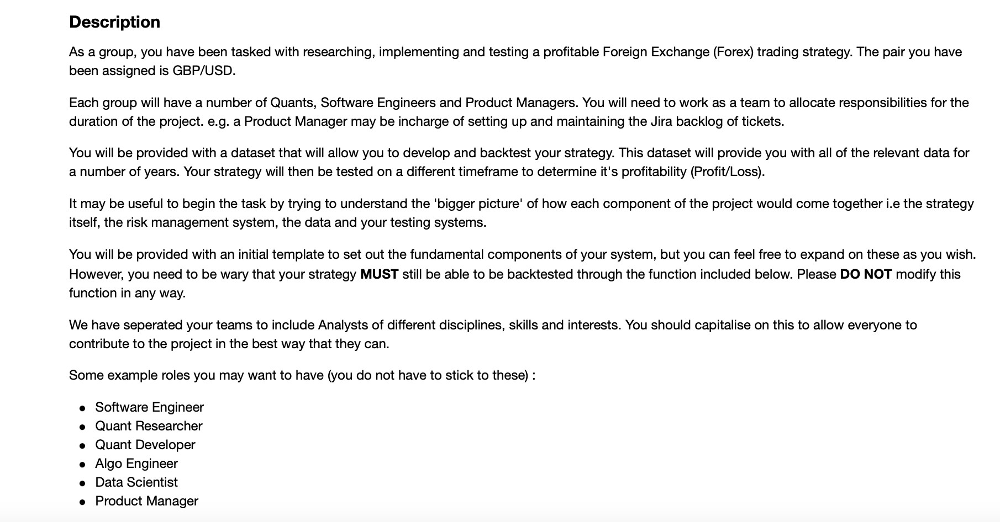 Description
As a group, you have been tasked with researching, implementing and testing a profitable Foreign Exchange (Forex) trading strategy. The pair you have
been assigned is GBP/USD.
Each group will have a number of Quants, Software Engineers and Product Managers. You will need to work as a team to allocate responsibilities for the
duration of the project. e.g. a Product Manager may be incharge of setting up and maintaining the Jira backlog of tickets.
You will be provided with a dataset that will allow you to develop and backtest your strategy. This dataset will provide you with all of the relevant data for
a number of years. Your strategy will then be tested on a different timeframe to determine it's profitability (Profit/Loss).
It may be useful to begin the task by trying to understand the 'bigger picture' of how each component of the project would come together i.e the strategy
itself, the risk management system, the data and your testing systems.
You will be provided with an initial template to set out the fundamental components of your system, but you can feel free to expand on these as you wish.
However, you need to be wary that your strategy MUST still be able to be backtested through the function included below. Please DO NOT modify this
function in any way.
We have seperated your teams to include Analysts of different disciplines, skills and interests. You should capitalise on this to allow everyone to
contribute to the project in the best way that they can.
Some example roles you may want to have (you do not have to stick to these) :
● Software Engineer
● Quant Researcher
● Quant Developer
● Algo Engineer
● Data Scientist
● Product Manager